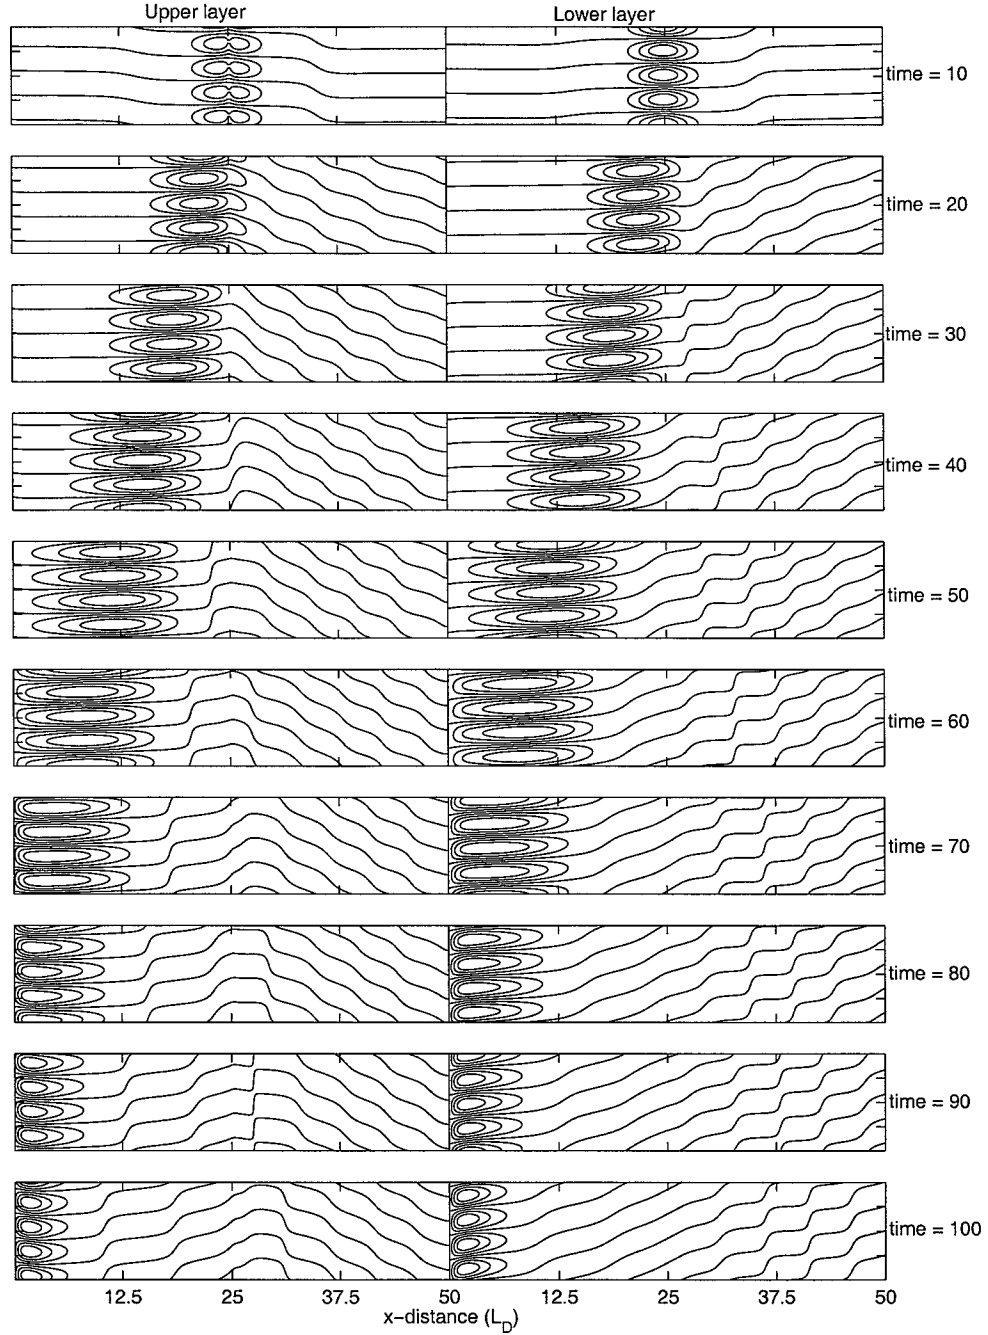 Upper layer
Lower layer
time = 10
time = 20
time = 30
time = 40
time = 50
time = 60
time = 70
time = 80
time = 90
time = 100
12.5 25 37.5 50 12.5 25 37.5 50
x-distance (L_D)